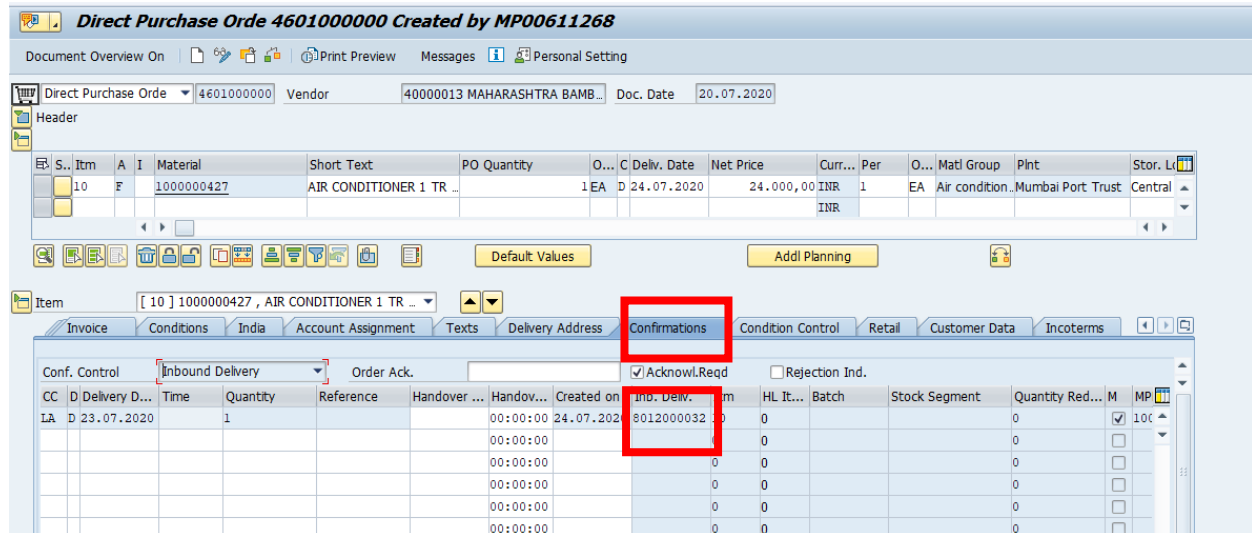 Direct Purchase Orde 4601000000 Created by MP00611268
Document Overview On Print Preview Messages Personal Setting
Direct Purchase Orde 4601000000 Vendor 40000013 MAHARASHTRA BAMB... Doc. Date 20.07.2020
Header
S.. Itm A I Material Short Text PO Quantity O... C Deliv. Date Net Price Curr... Per O... Matl Group Plnt Stor. Lo
10 F 1000000427 AIR CONDITIONER 1 TR ... 1 EA D 24.07.2020 24.000,00 INR 1 EA Air condition... Mumbai Port Trust Central
INR
Default Values Addl Planning
Item [ 10 ] 1000000427 , AIR CONDITIONER 1 TR ...
Invoice Conditions India Account Assignment Texts Delivery Address Confirmations Condition Control Retail Customer Data Incoterms
Conf. Control Inbound Delivery Order Ack. Acknowl.Reqd Rejection Ind.
CC D Delivery D... Time Quantity Reference Handover ... Handov... Created on Inb. Deliv. HL It... Batch Stock Segment Quantity Red... M MP
LA D 23.07.2020 1 00:00:00 24.07.2020 8012000032 0 0
00:00:00 0 0 0
00:00:00 0 0 0
00:00:00 0 0 0
00:00:00 0 0 0
00:00:00 0 0 0